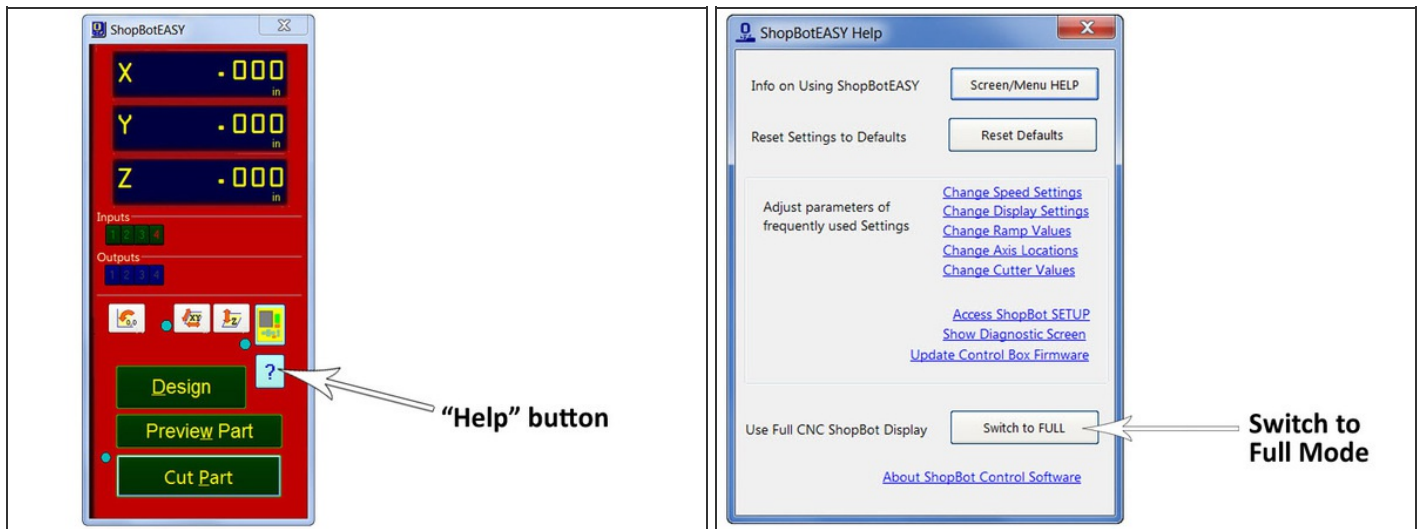 ShopBotEASY
X
X .000
in
Y .000
in
Z .000
in
Inputs
1 2 3 4
Outputs
1 2 3 4
0,0 XY Z
?
Design
Preview Part
Cut Part
"Help" button
ShopBotEASY Help
X
Info on Using ShopBotEASY Screen/Menu HELP
Reset Settings to Defaults Reset Defaults
Adjust parameters of
frequently used Settings
Change Speed Settings
Change Display Settings
Change Ramp Values
Change Axis Locations
Change Cutter Values
Access ShopBot SETUP
Show Diagnostic Screen
Update Control Box Firmware
Use Full CNC ShopBot Display Switch to FULL
About ShopBot Control Software
Switch to
Full Mode